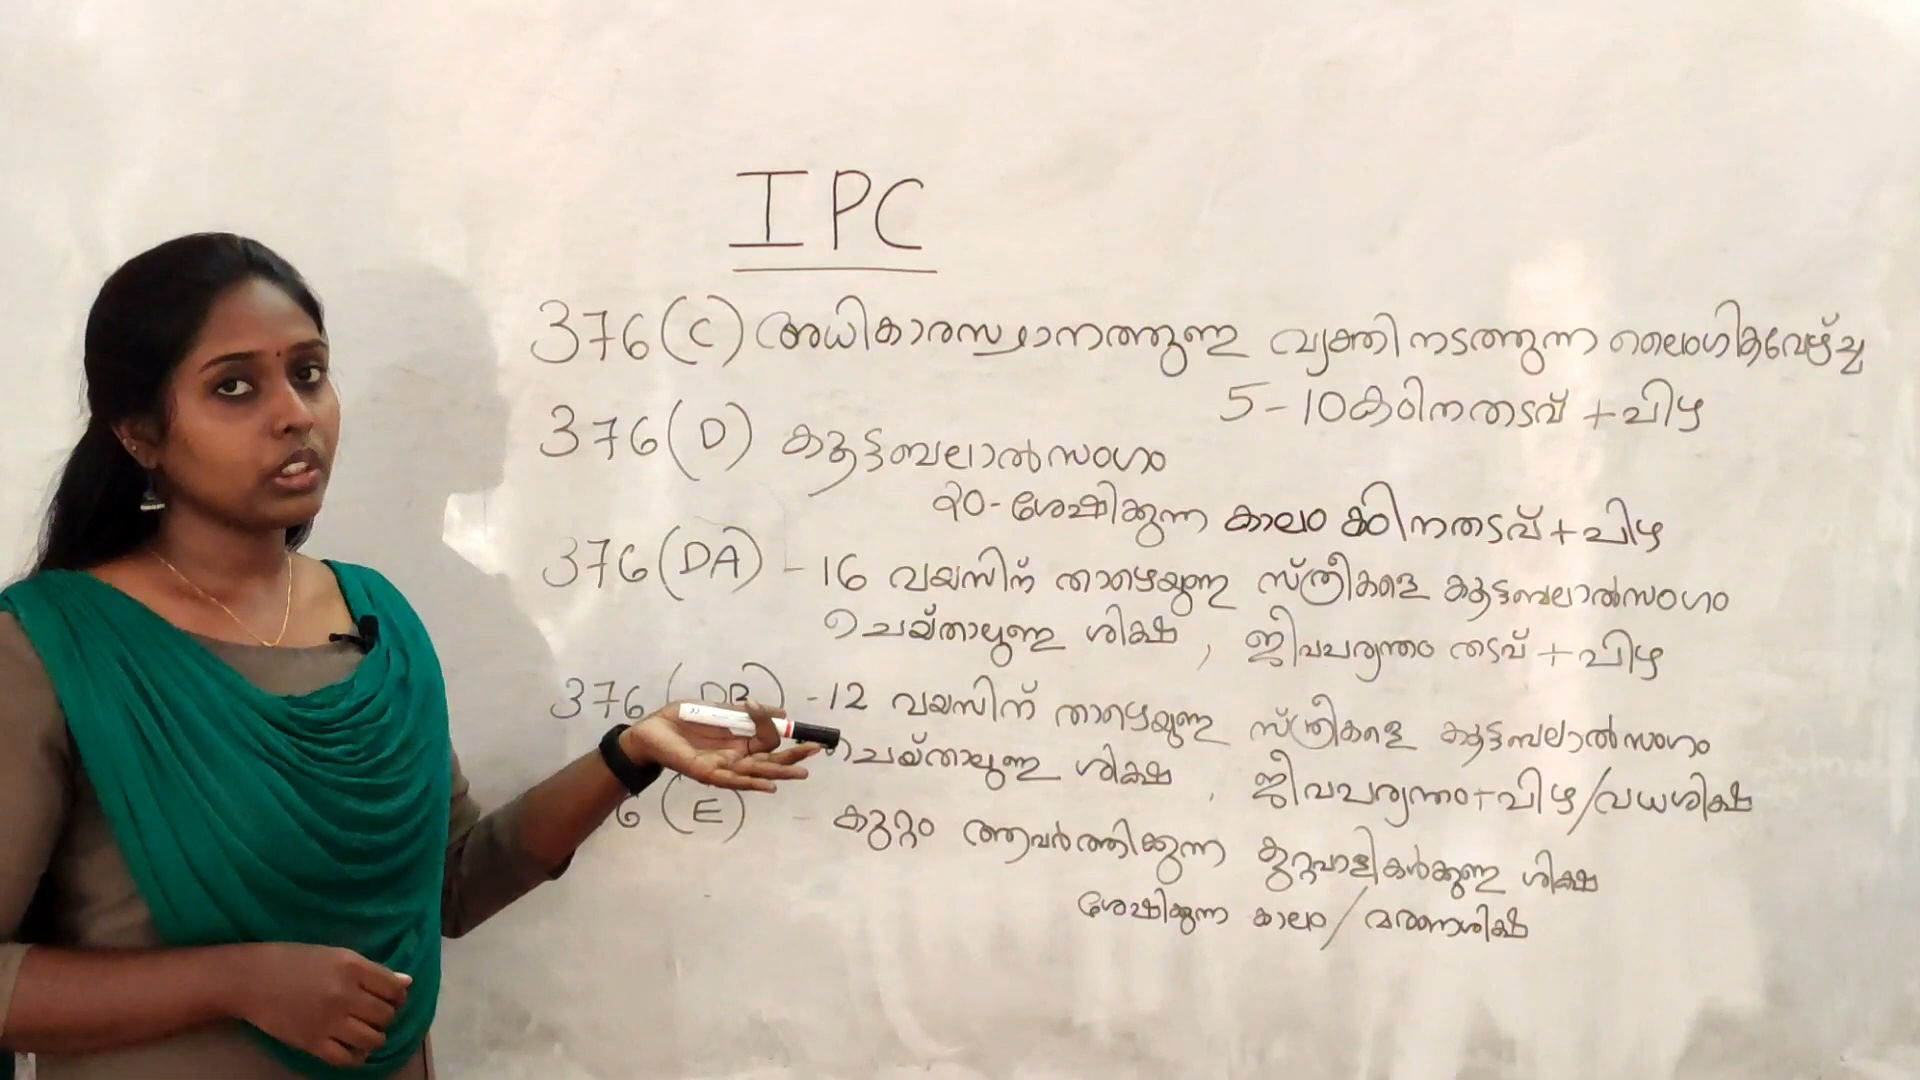 IPC
376(C) അധികാരസ്ഥാനത്തുള്ള വ്യക്തി നടത്തുന്ന ലൈംഗികവേഴ്ച
5-10 കഠിനതടവ് + പിഴ
376(D) കൂട്ടബലാൽസംഗം
20-ശേഷിക്കുന്ന കാലം കഠിനതടവ് + പിഴ
376(DA) - 16 വയസിന് താഴെയുള്ള സ്ത്രീകളെ കൂട്ടബലാൽസംഗം
ചെയ്താലുള്ള ശിക്ഷ, ജീവപര്യന്തം തടവ് + പിഴ
376 (DB) - 12 വയസിന് താഴെയുള്ള സ്ത്രീകളെ കൂട്ടബലാൽസംഗം
ചെയ്താലുള്ള ശിക്ഷ, ജീവപര്യന്തം + പിഴ/വധശിക്ഷ
6 (E) - കുറ്റം ആവർത്തിക്കുന്ന കുറ്റവാളികൾക്കുള്ള ശിക്ഷ
ശേഷിക്കുന്ന കാലം / മരണശിക്ഷ